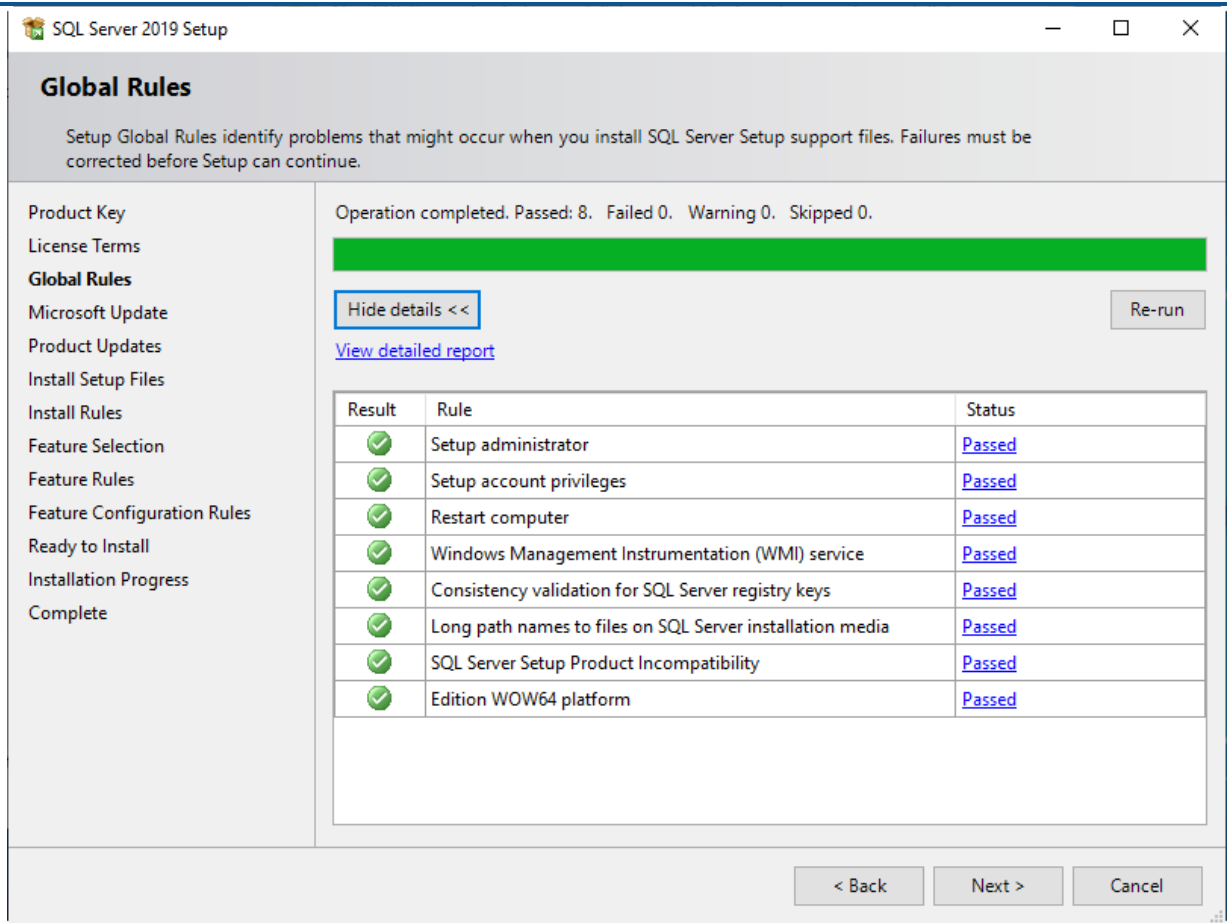 SQL Server 2019 Setup
Global Rules
Setup Global Rules identify problems that might occur when you install SQL Server Setup support files. Failures must be
corrected before Setup can continue.
Product Key
License Terms
Global Rules
Microsoft Update
Product Updates
Install Setup Files
Install Rules
Feature Selection
Feature Rules
Feature Configuration Rules
Ready to Install
Installation Progress
Complete
Operation completed. Passed: 8. Failed 0. Warning 0. Skipped 0.
Hide details <<
Re-run
View detailed report
Result Rule Status
Setup administrator Passed
Setup account privileges Passed
Restart computer Passed
Windows Management Instrumentation (WMI) service Passed
Consistency validation for SQL Server registry keys Passed
Long path names to files on SQL Server installation media Passed
SQL Server Setup Product Incompatibility Passed
Edition WOW64 platform Passed
< Back Next > Cancel